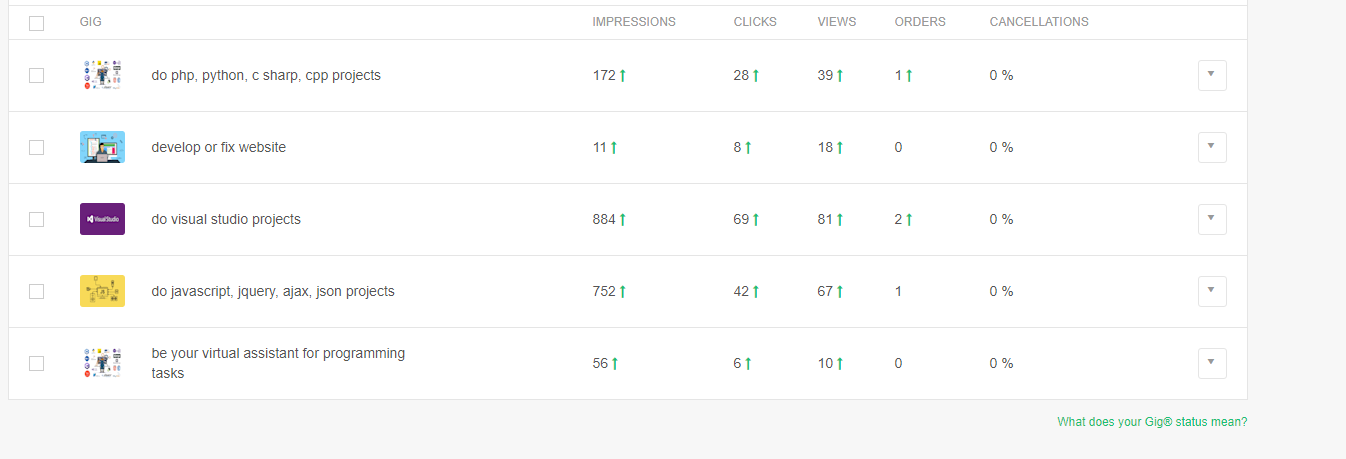 GIG IMPRESSIONS CLICKS VIEWS ORDERS CANCELLATIONS
do php, python, c sharp, cpp projects 172 28 39 1 0 %
develop or fix website 11 8 18 0 0 %
VisualStudio do visual studio projects 884 69 81 2 0 %
do javascript, jquery, ajax, json projects 752 42 67 1 0 %
be your virtual assistant for programming
tasks 56 6 10 0 0 %
What does your Gig® status mean?